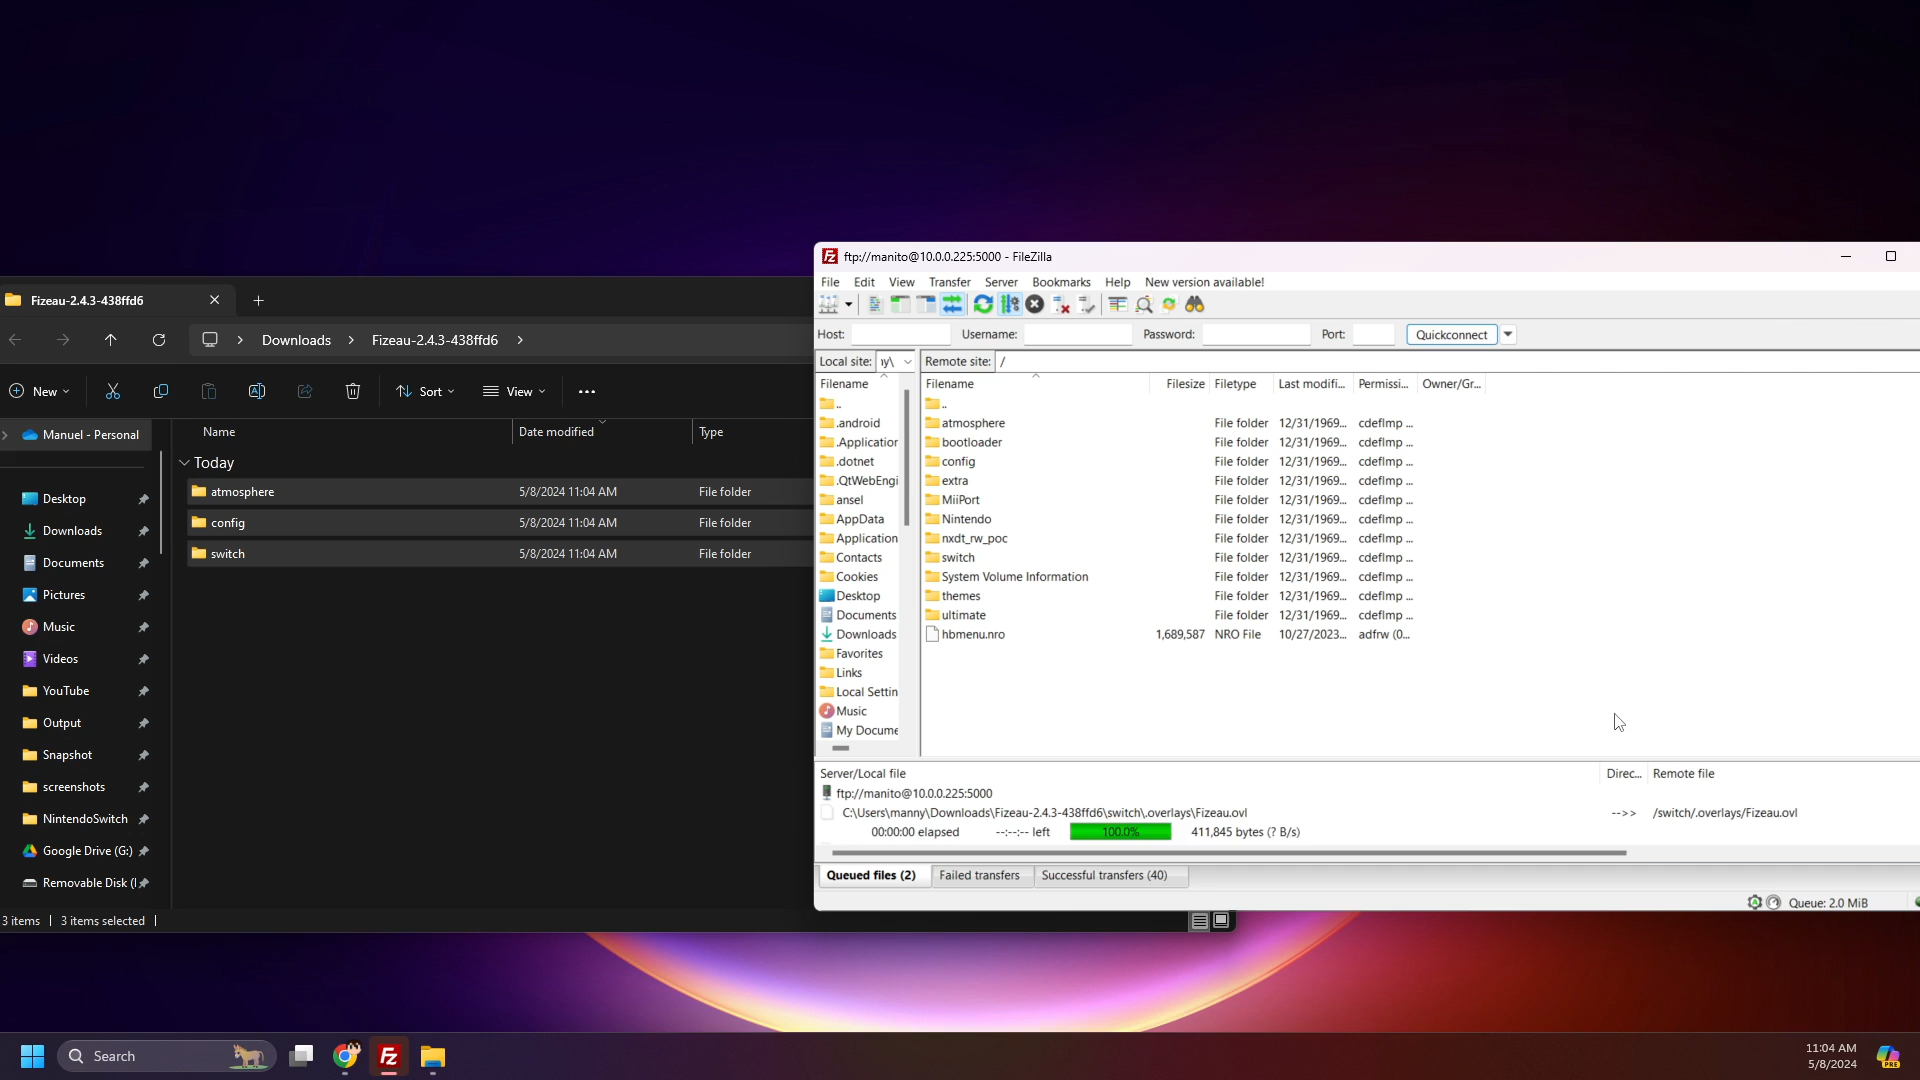 ftp://manito@10.0.0.225:5000 - FileZilla
File Edit View Transfer Server Bookmarks Help New version available!
Host: Username: Password: Port: Quickconnect
Local site: Remote site: /
Filename
..
.android
.Application
.dotnet
.QtWebEngi
ansel
AppData
Application
Contacts
Cookies
Desktop
Documents
Downloads
Favorites
Links
Local Settin
Music
My Docume
Filename Filesize Filetype Last modifi... Permissi... Owner/Gr...
..
atmosphere File folder 12/31/1969... cdeflmp ...
bootloader File folder 12/31/1969... cdeflmp ...
config File folder 12/31/1969... cdeflmp ...
extra File folder 12/31/1969... cdeflmp ...
MiiPort File folder 12/31/1969... cdeflmp ...
Nintendo File folder 12/31/1969... cdeflmp ...
nxdt_rw_poc File folder 12/31/1969... cdeflmp ...
switch File folder 12/31/1969... cdeflmp ...
System Volume Information File folder 12/31/1969... cdeflmp ...
themes File folder 12/31/1969... cdeflmp ...
ultimate File folder 12/31/1969... cdeflmp ...
hbmenu.nro 1,689,587 NRO File 10/27/2023... adfrw (0...
Server/Local file Direc... Remote file
ftp://manito@10.0.0.225:5000
C:\Users\manny\Downloads\Fizeau-2.4.3-438ffd6\switch\.overlays\Fizeau.ovl -->> /switch/.overlays/Fizeau.ovl
00:00:00 elapsed --:--:-- left 100.0% 411,845 bytes (? B/s)
Queued files (2) Failed transfers Successful transfers (40)
Queue: 2.0 MiB
Fizeau-2.4.3-438ffd6
Downloads > Fizeau-2.4.3-438ffd6 >
New Sort View
Manuel - Personal
Desktop
Downloads
Documents
Pictures
Music
Videos
YouTube
Output
Snapshot
screenshots
NintendoSwitch
Google Drive (G:)
Removable Disk (I
Name Date modified Type
Today
atmosphere 5/8/2024 11:04 AM File folder
config 5/8/2024 11:04 AM File folder
switch 5/8/2024 11:04 AM File folder
3 items 3 items selected
Search
11:04 AM
5/8/2024
PRE